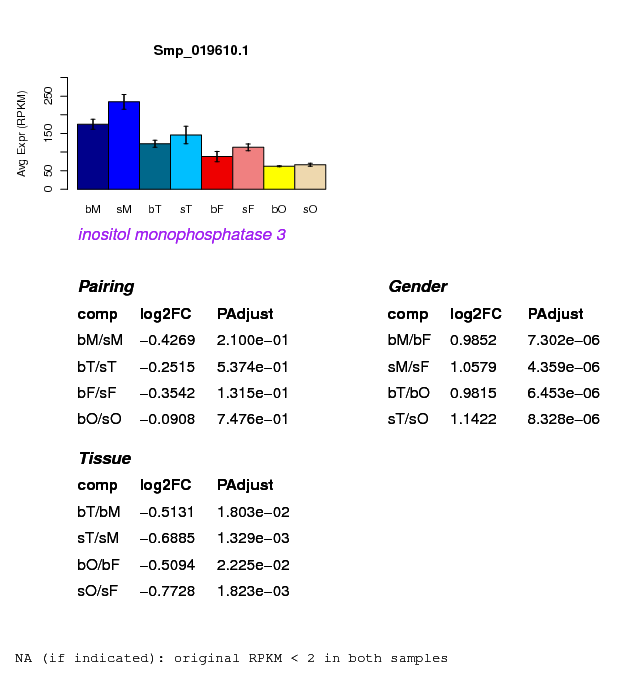 Smp_019610.1
Avg Expr (RPKM)
250
150
50
0
bM sM bT sT bF sF bO sO
inositol monophosphatase 3
Pairing
comp log2FC PAdjust
bM/sM −0.4269 2.100e−01
bT/sT −0.2515 5.374e−01
bF/sF −0.3542 1.315e−01
bO/sO −0.0908 7.476e−01
Gender
comp log2FC PAdjust
bM/bF 0.9852 7.302e−06
sM/sF 1.0579 4.359e−06
bT/bO 0.9815 6.453e−06
sT/sO 1.1422 8.328e−06
Tissue
comp log2FC PAdjust
bT/bM −0.5131 1.803e−02
sT/sM −0.6885 1.329e−03
bO/bF −0.5094 2.225e−02
sO/sF −0.7728 1.823e−03
NA (if indicated): original RPKM < 2 in both samples